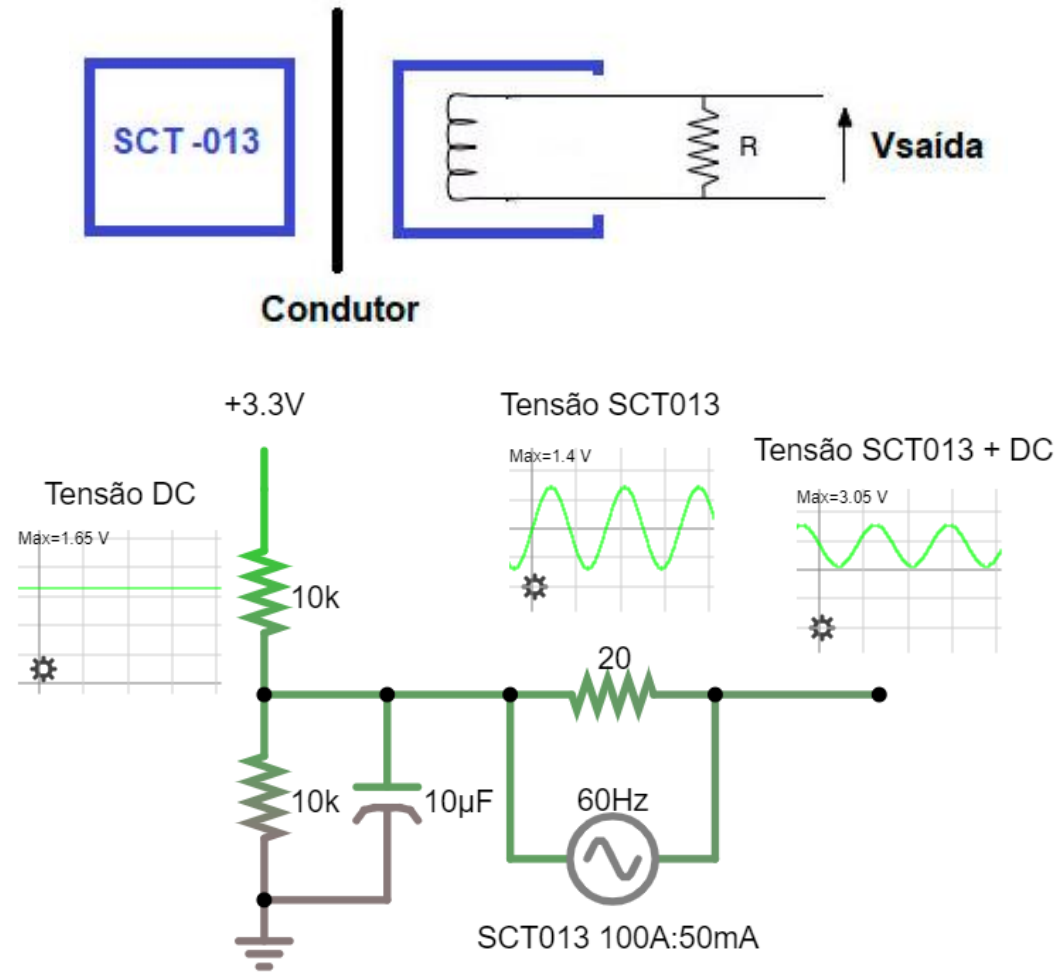 SCT -013
R
Vsaída
Condutor
+3.3V
Tensão SCT013
Tensão SCT013 + DC
Tensão DC
Max=1.4 V
Max=3.05 V
Max=1.65 V
10k
20
10k
10µF
60Hz
SCT013 100A:50mA